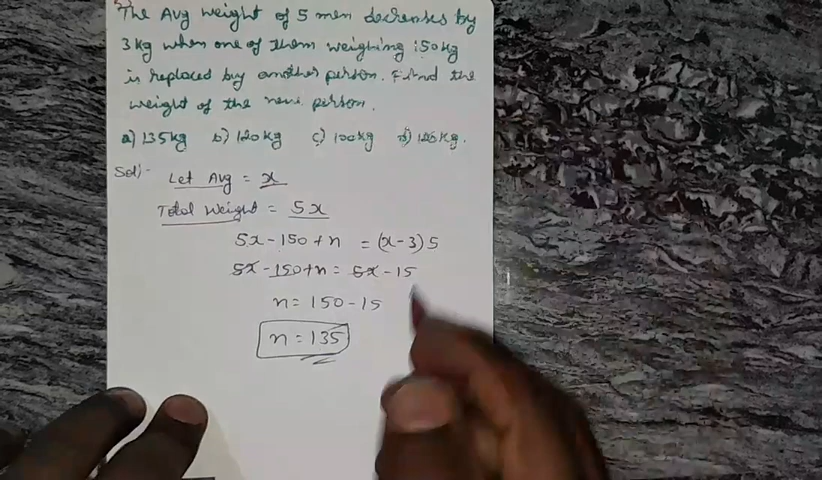 The Avg weight of 5 men decreases by
3 kg when one of them weighing 150 kg
is replaced by another person. Find the
weight of the new person.
a) 135kg b) 120kg c) 100kg d) 126kg.
Sol:- Let Avg = x
Total Weight = 5x
5x - 150 + n = (x - 3) 5
5x - 150 + n = 5x - 15
n = 150 - 15
n = 135